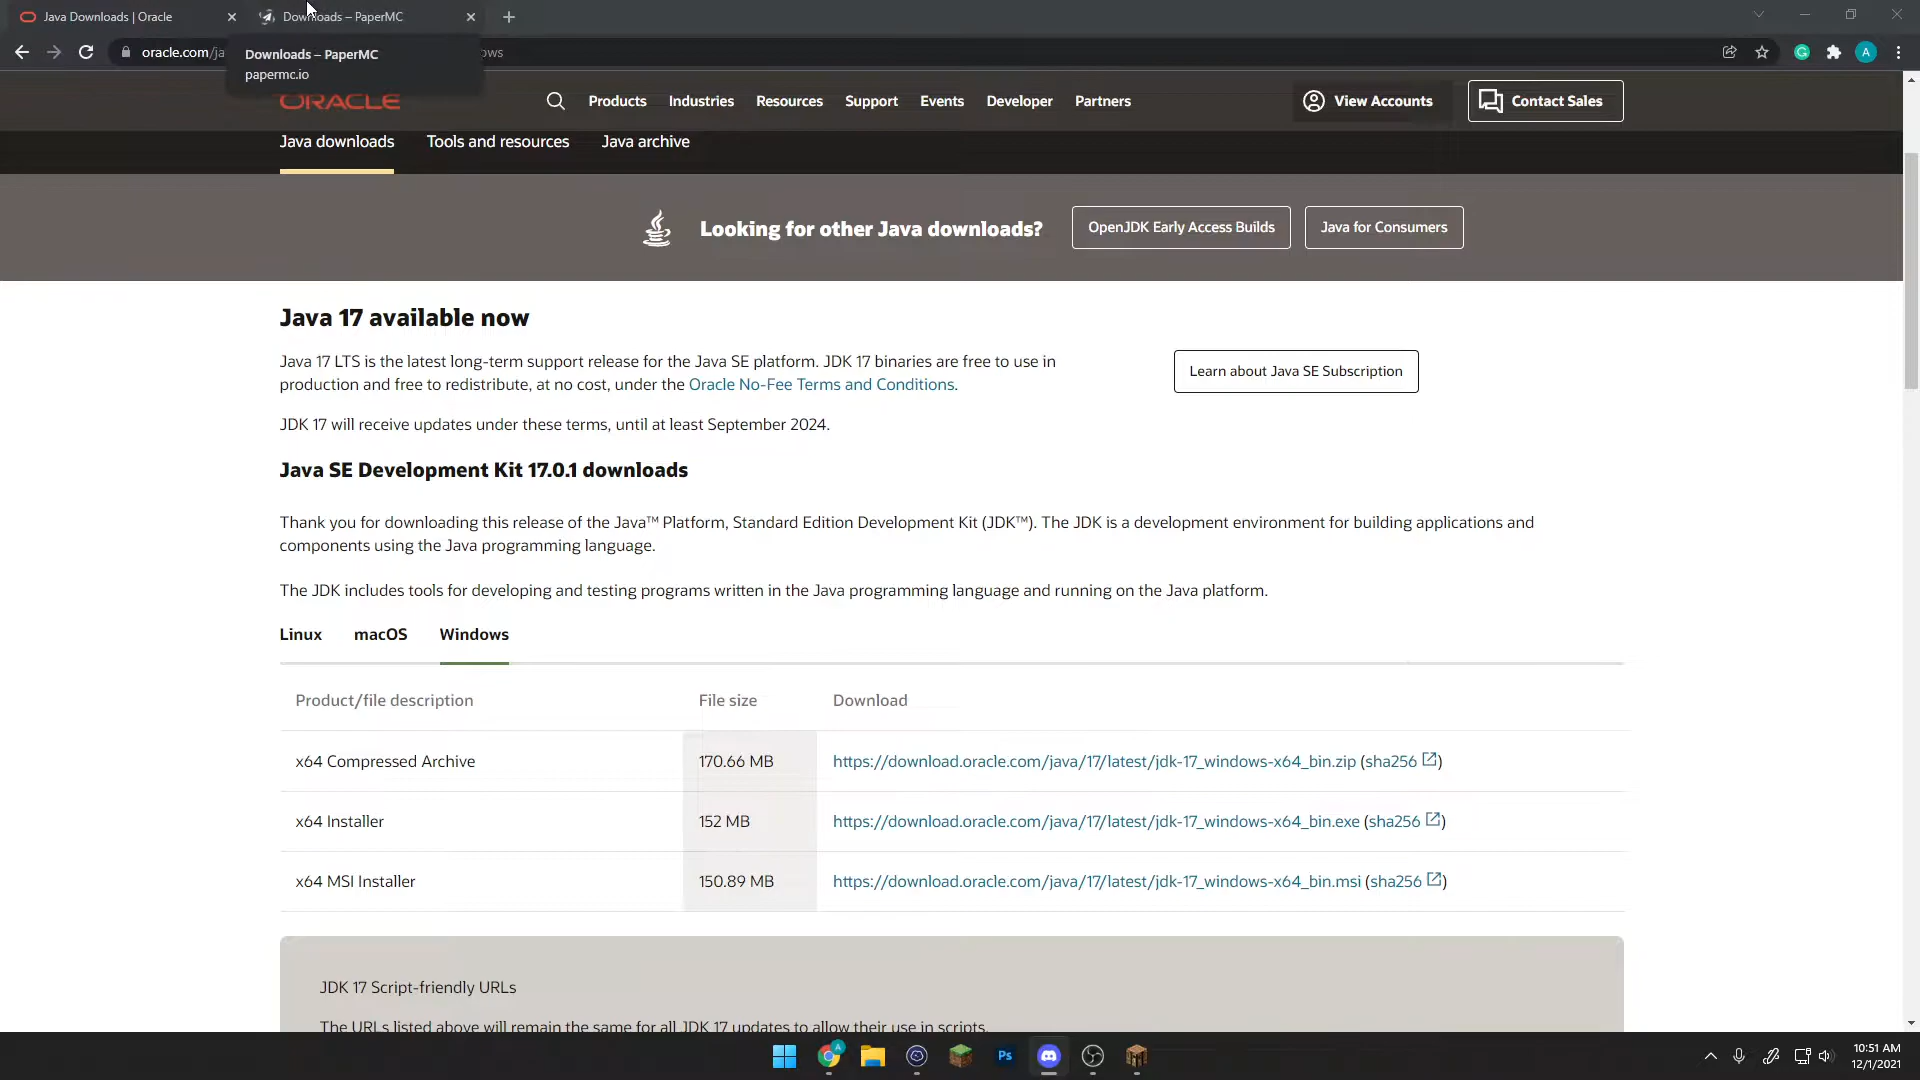 Java Downloads | Oracle
Downloads – PaperMC
oracle.com/ja
ows
A
Downloads – PaperMC
papermc.io
ORACLE
Products
Industries
Resources
Support
Events
Developer
Partners
View Accounts
Contact Sales
Java downloads
Tools and resources
Java archive
Looking for other Java downloads?
OpenJDK Early Access Builds
Java for Consumers
Java 17 available now
Java 17 LTS is the latest long-term support release for the Java SE platform. JDK 17 binaries are free to use in
production and free to redistribute, at no cost, under the Oracle No-Fee Terms and Conditions.
Learn about Java SE Subscription
JDK 17 will receive updates under these terms, until at least September 2024.
Java SE Development Kit 17.0.1 downloads
Thank you for downloading this release of the Java™ Platform, Standard Edition Development Kit (JDK™). The JDK is a development environment for building applications and
components using the Java programming language.
The JDK includes tools for developing and testing programs written in the Java programming language and running on the Java platform.
Linux
macOS
Windows
Product/file description
File size
Download
x64 Compressed Archive
170.66 MB
https://download.oracle.com/java/17/latest/jdk-17_windows-x64_bin.zip (sha256)
x64 Installer
152 MB
https://download.oracle.com/java/17/latest/jdk-17_windows-x64_bin.exe (sha256)
x64 MSI Installer
150.89 MB
https://download.oracle.com/java/17/latest/jdk-17_windows-x64_bin.msi (sha256)
JDK 17 Script-friendly URLs
The URLs listed above will remain the same for all JDK 17 updates to allow their use in scripts.
A
Ps
10:51 AM
12/1/2021